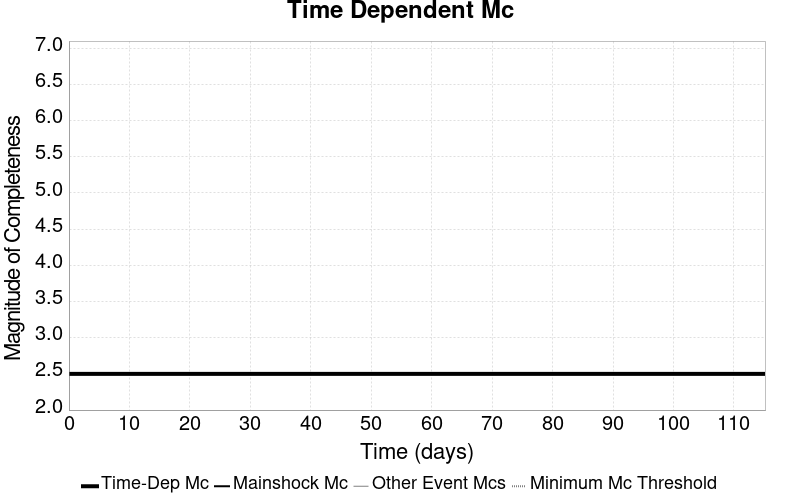 Time Dependent Mc
Magnitude of Completeness
7.0
6.5
6.0
5.5
5.0
4.5
4.0
3.5
3.0
2.5
2.0
0 10 20 30 40 50 60 70 80 90 100 110
Time (days)
Time-Dep Mc Mainshock Mc Other Event Mcs Minimum Mc Threshold